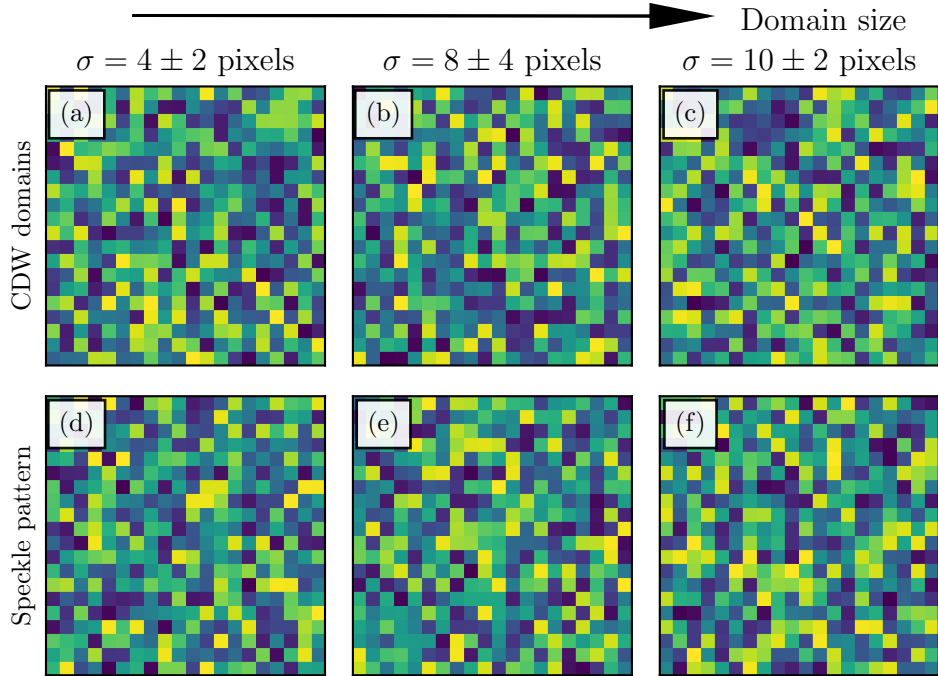 Domain size
σ = 4 ± 2 pixels
σ = 8 ± 4 pixels
σ = 10 ± 2 pixels
CDW domains
(a)
(b)
(c)
Speckle pattern
(d)
(e)
(f)